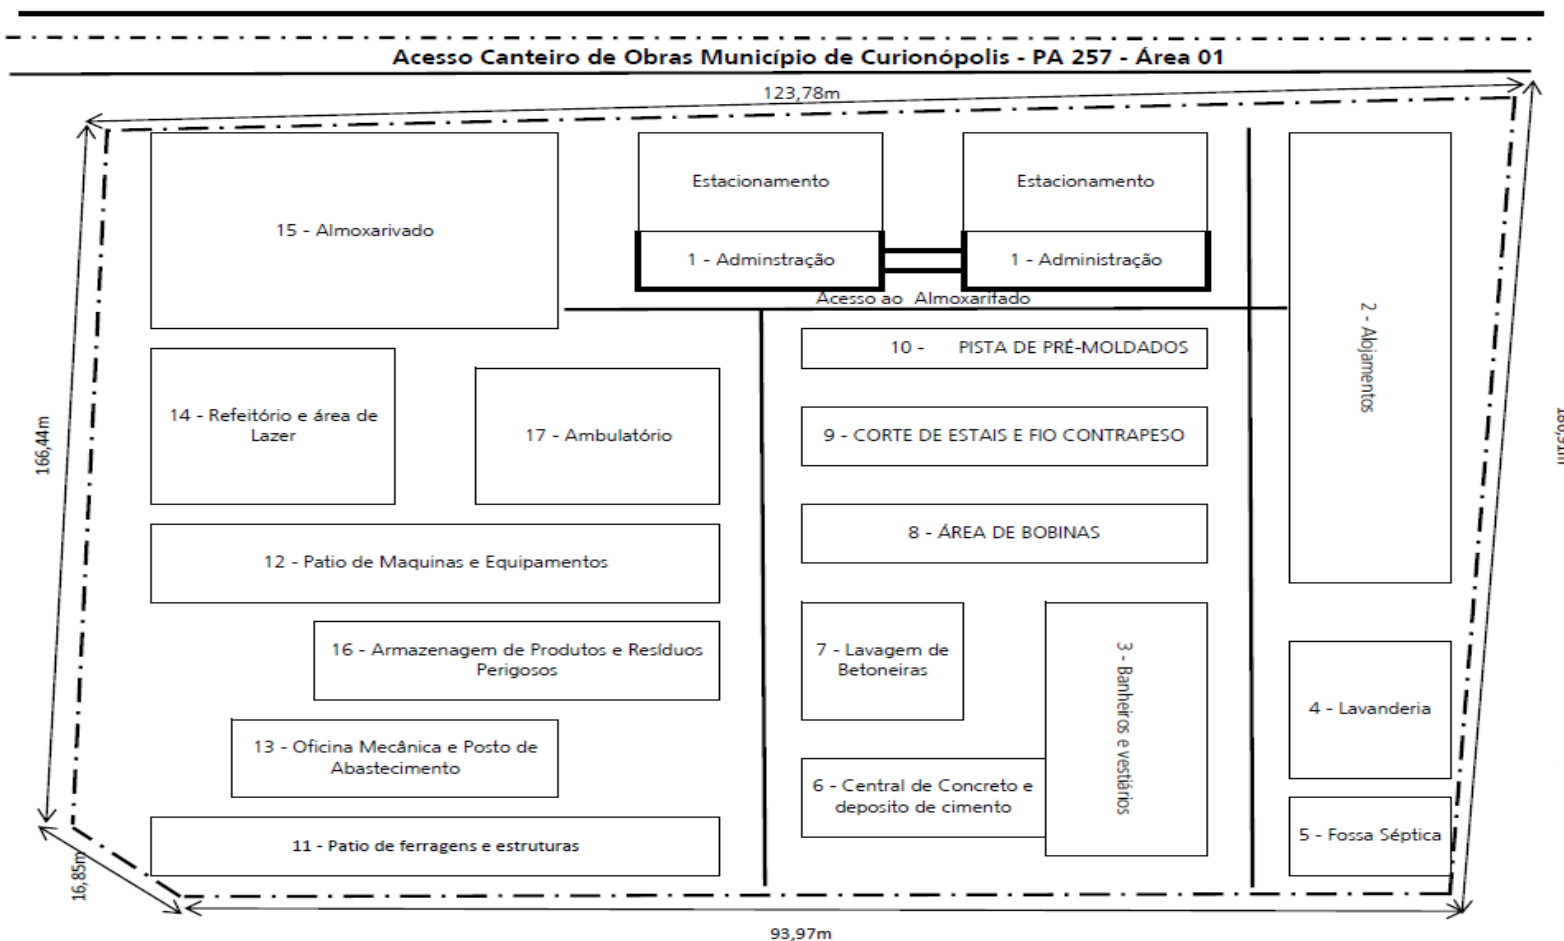 Acesso Canteiro de Obras Município de Curionópolis - PA 257 - Área 01
123,78m
Estacionamento
Estacionamento
15 - Almoxarivado
1 - Adminstração
1 - Administração
Acesso ao Almoxarifado
2 - Alojamentos
10 - PISTA DE PRÉ-MOLDADOS
14 - Refeitório e área de
Lazer
17 - Ambulatório
9 - CORTE DE ESTAIS E FIO CONTRAPESO
166,44m
8 - ÁREA DE BOBINAS
12 - Patio de Maquinas e Equipamentos
16 - Armazenagem de Produtos e Resíduos
Perigosos
7 - Lavagem de
Betoneiras
3 - Banheiros e vestiários
4 - Lavanderia
13 - Oficina Mecânica e Posto de
Abastecimento
6 - Central de Concreto e
deposito de cimento
5 - Fossa Séptica
11 - Patio de ferragens e estruturas
16,85m
93,97m